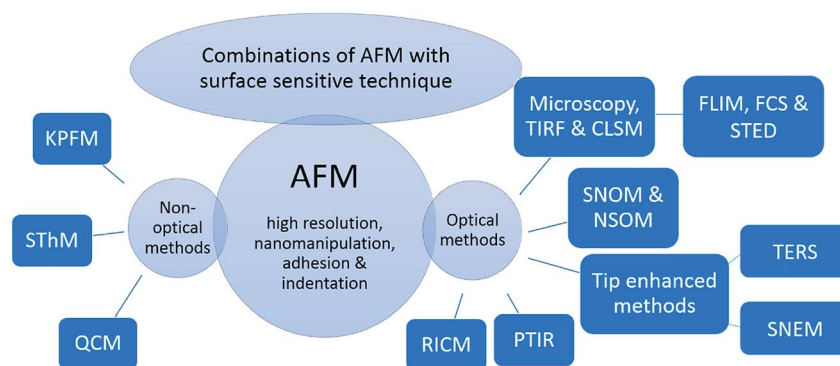 Combinations of AFM with
surface sensitive technique
KPFM
SThM
QCM
Non-
optical
methods
AFM
high resolution,
nanomanipulation,
adhesion &
indentation
Optical
methods
Microscopy,
TIRF & CLSM
FLIM, FCS &
STED
SNOM &
NSOM
Tip enhanced
methods
TERS
SNEM
RICM
PTIR